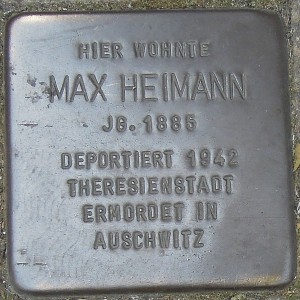 HIER WOHNTE
MAX HEIMANN
JG. 1885
DEPORTIERT 1942
THERESIENSTADT
ERMORDET IN
AUSCHWITZ